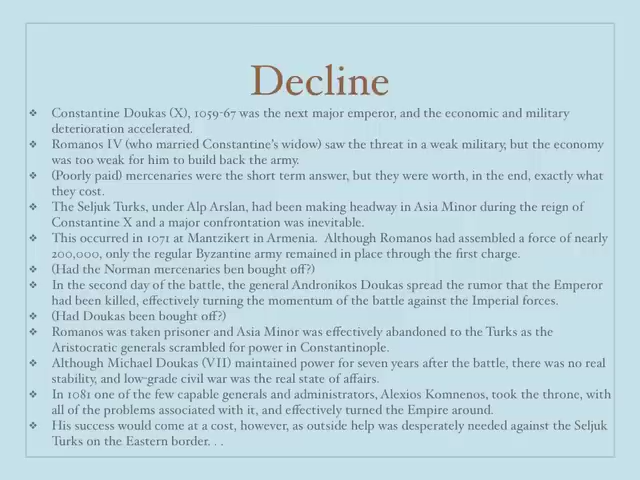 Decline
❖ Constantine Doukas (X), 1059-67 was the next major emperor, and the economic and military
deterioration accelerated.
❖ Romanos IV (who married Constantine's widow) saw the threat in a weak military, but the economy
was too weak for him to build back the army.
❖ (Poorly paid) mercenaries were the short term answer, but they were worth, in the end, exactly what
they cost.
❖ The Seljuk Turks, under Alp Arslan, had been making headway in Asia Minor during the reign of
Constantine X and a major confrontation was inevitable.
❖ This occurred in 1071 at Mantzikert in Armenia. Although Romanos had assembled a force of nearly
200,000, only the regular Byzantine army remained in place through the first charge.
❖ (Had the Norman mercenaries ben bought off?)
❖ In the second day of the battle, the general Andronikos Doukas spread the rumor that the Emperor
had been killed, effectively turning the momentum of the battle against the Imperial forces.
❖ (Had Doukas been bought off?)
❖ Romanos was taken prisoner and Asia Minor was effectively abandoned to the Turks as the
Aristocratic generals scrambled for power in Constantinople.
❖ Although Michael Doukas (VII) maintained power for seven years after the battle, there was no real
stability, and low-grade civil war was the real state of affairs.
❖ In 1081 one of the few capable generals and administrators, Alexios Komnenos, took the throne, with
all of the problems associated with it, and effectively turned the Empire around.
❖ His success would come at a cost, however, as outside help was desperately needed against the Seljuk
Turks on the Eastern border. . .